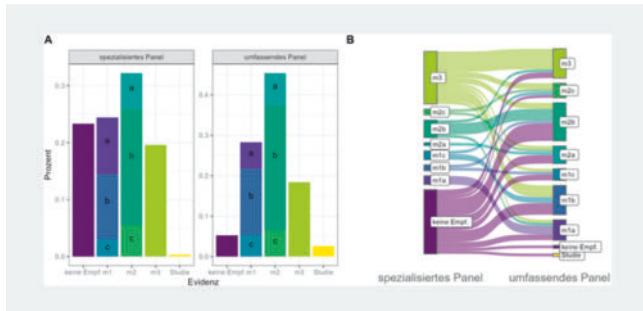 A
spezialisiertes Panel
umfassendes Panel
Prozent
0.3
0.2
0.1
0.0
a
b
c
a
b
c
keine Empf.
m1
m2
m3
Studie
0.4
0.3
0.2
0.1
0.0
a
b
c
a
b
c
keine Empf.
m1
m2
m3
Studie
Evidenz
B
m3
m2c
m2b
m2a
m1c
m1b
m1a
keine Empf.
m3
m2c
m2b
m2a
m1c
m1b
m1a
keine Empf.
Studie
spezialisiertes Panel
umfassendes Panel